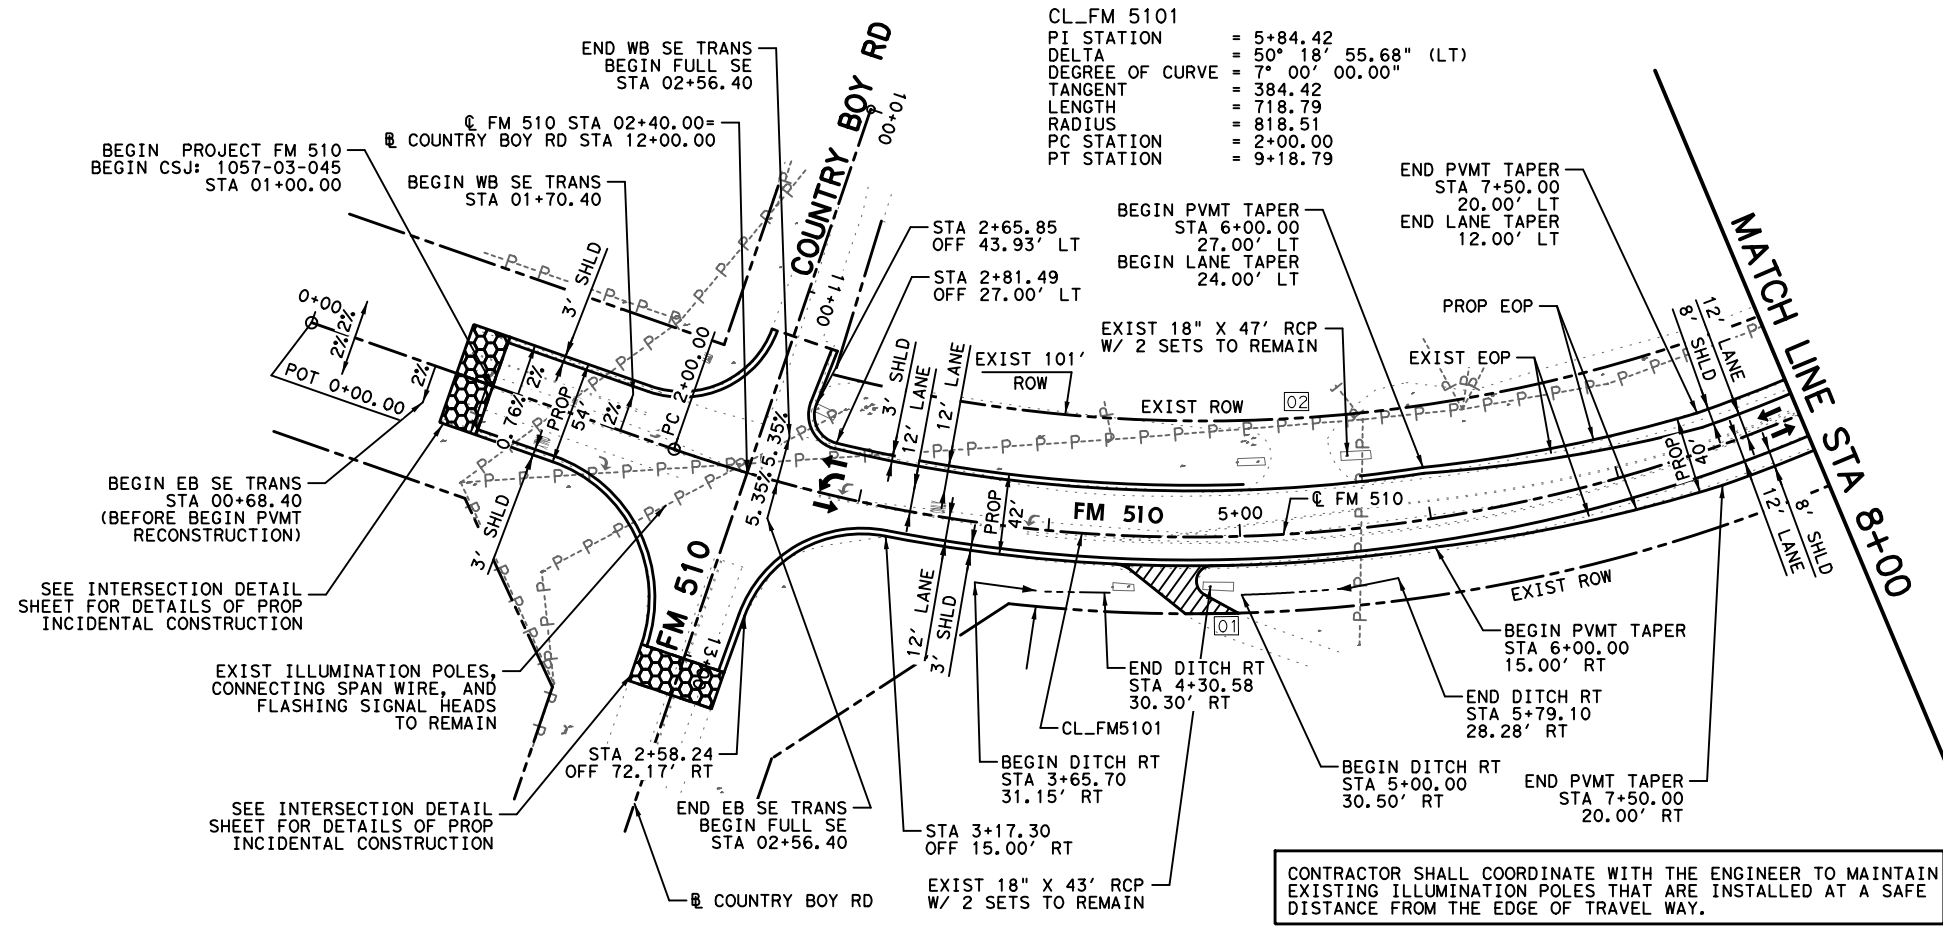 CL_FM 5101
PI STATION = 5+84.42
DELTA = 50° 18' 55.68" (LT)
DEGREE OF CURVE = 7° 00' 00.00"
TANGENT = 384.42
LENGTH = 718.79
RADIUS = 818.51
PC STATION = 2+00.00
PT STATION = 9+18.79
END WB SE TRANS
BEGIN FULL SE
STA 02+56.40
℄ FM 510 STA 02+40.00=
℄ COUNTRY BOY RD STA 12+00.00
BEGIN PROJECT FM 510
BEGIN CSJ: 1057-03-045
STA 01+00.00
BEGIN WB SE TRANS
STA 01+70.40
COUNTRY BOY RD
10+00
11+00
STA 2+65.85
OFF 43.93' LT
STA 2+81.49
OFF 27.00' LT
BEGIN PVMT TAPER
STA 6+00.00
27.00' LT
BEGIN LANE TAPER
24.00' LT
END PVMT TAPER
STA 7+50.00
20.00' LT
END LANE TAPER
12.00' LT
MATCH LINE STA 8+00
PROP EOP
EXIST EOP
EXIST 18" X 47' RCP
W/ 2 SETS TO REMAIN
EXIST 101'
ROW
EXIST ROW
02
8' SHLD
12' LANE
PROP
40'
12' LANE
8' SHLD
0+00
2%
2%
POT 0+00.00
2%
3' SHLD
2%
0.76%
PROP
54'
2%
PC 2+00.00
5.35%
5.35%
3' SHLD
12' LANE
12' LANE
PROP
42'
FM 510
5+00
℄ FM 510
BEGIN EB SE TRANS
STA 00+68.40
(BEFORE BEGIN PVMT
RECONSTRUCTION)
3' SHLD
SEE INTERSECTION DETAIL
SHEET FOR DETAILS OF PROP
INCIDENTAL CONSTRUCTION
FM 510
13+00
12' LANE
3' SHLD
01
EXIST ROW
EXIST ILLUMINATION POLES,
CONNECTING SPAN WIRE, AND
FLASHING SIGNAL HEADS
TO REMAIN
STA 2+58.24
OFF 72.17' RT
END DITCH RT
STA 4+30.58
30.30' RT
CL_FM5101
BEGIN PVMT TAPER
STA 6+00.00
15.00' RT
END DITCH RT
STA 5+79.10
28.28' RT
BEGIN DITCH RT
STA 3+65.70
31.15' RT
BEGIN DITCH RT
STA 5+00.00
30.50' RT
END PVMT TAPER
STA 7+50.00
20.00' RT
SEE INTERSECTION DETAIL
SHEET FOR DETAILS OF PROP
INCIDENTAL CONSTRUCTION
END EB SE TRANS
BEGIN FULL SE
STA 02+56.40
STA 3+17.30
OFF 15.00' RT
℄ COUNTRY BOY RD
EXIST 18" X 43' RCP
W/ 2 SETS TO REMAIN
CONTRACTOR SHALL COORDINATE WITH THE ENGINEER TO MAINTAIN
EXISTING ILLUMINATION POLES THAT ARE INSTALLED AT A SAFE
DISTANCE FROM THE EDGE OF TRAVEL WAY.